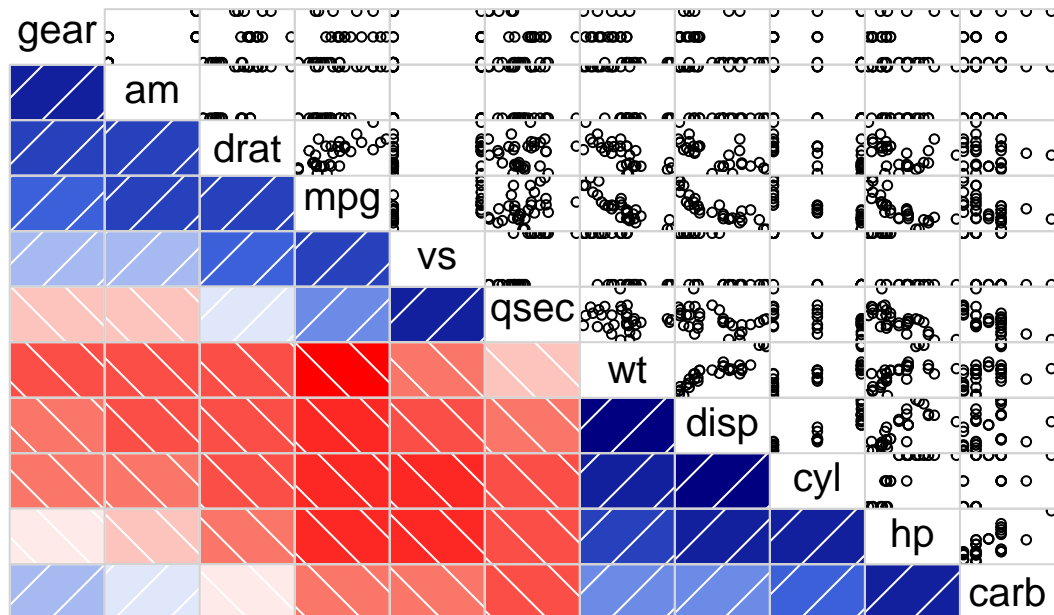 gear
am
drat
mpg
vs
qsec
wt
disp
cyl
hp
carb